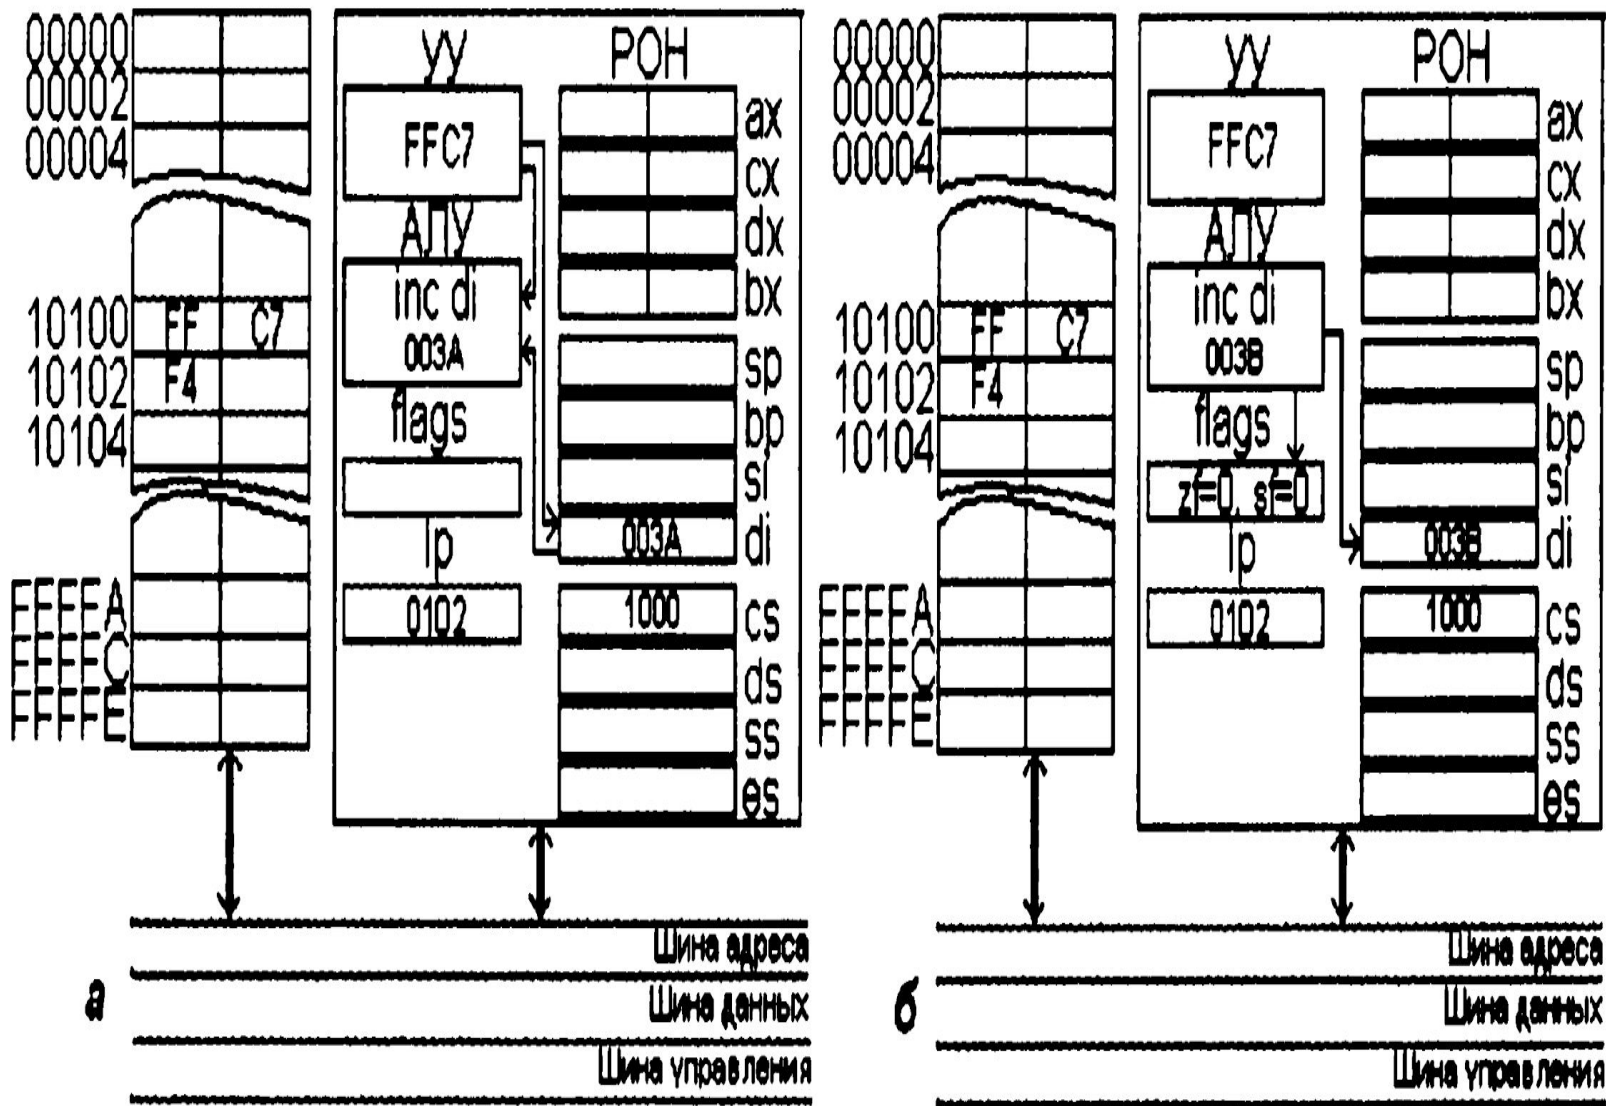 00000
00002
00004
10100 FF C7
10102 F4
10104
FFFFA
FFFFC
FFFFE
УУ
FFC7
АЛУ
inc di
003A
flags
ip
0102
РОН
ax
cx
dx
bx
sp
bp
si
003A di
1000 cs
ds
ss
es
Шина адреса
а
Шина данных
Шина управления
00000
00002
00004
10100 FF C7
10102 F4
10104
FFFFA
FFFFC
FFFFE
УУ
FFC7
АЛУ
inc di
003B
flags
zf=0, sf=0
ip
0102
РОН
ax
cx
dx
bx
sp
bp
si
003B di
1000 cs
ds
ss
es
Шина адреса
б
Шина данных
Шина управления